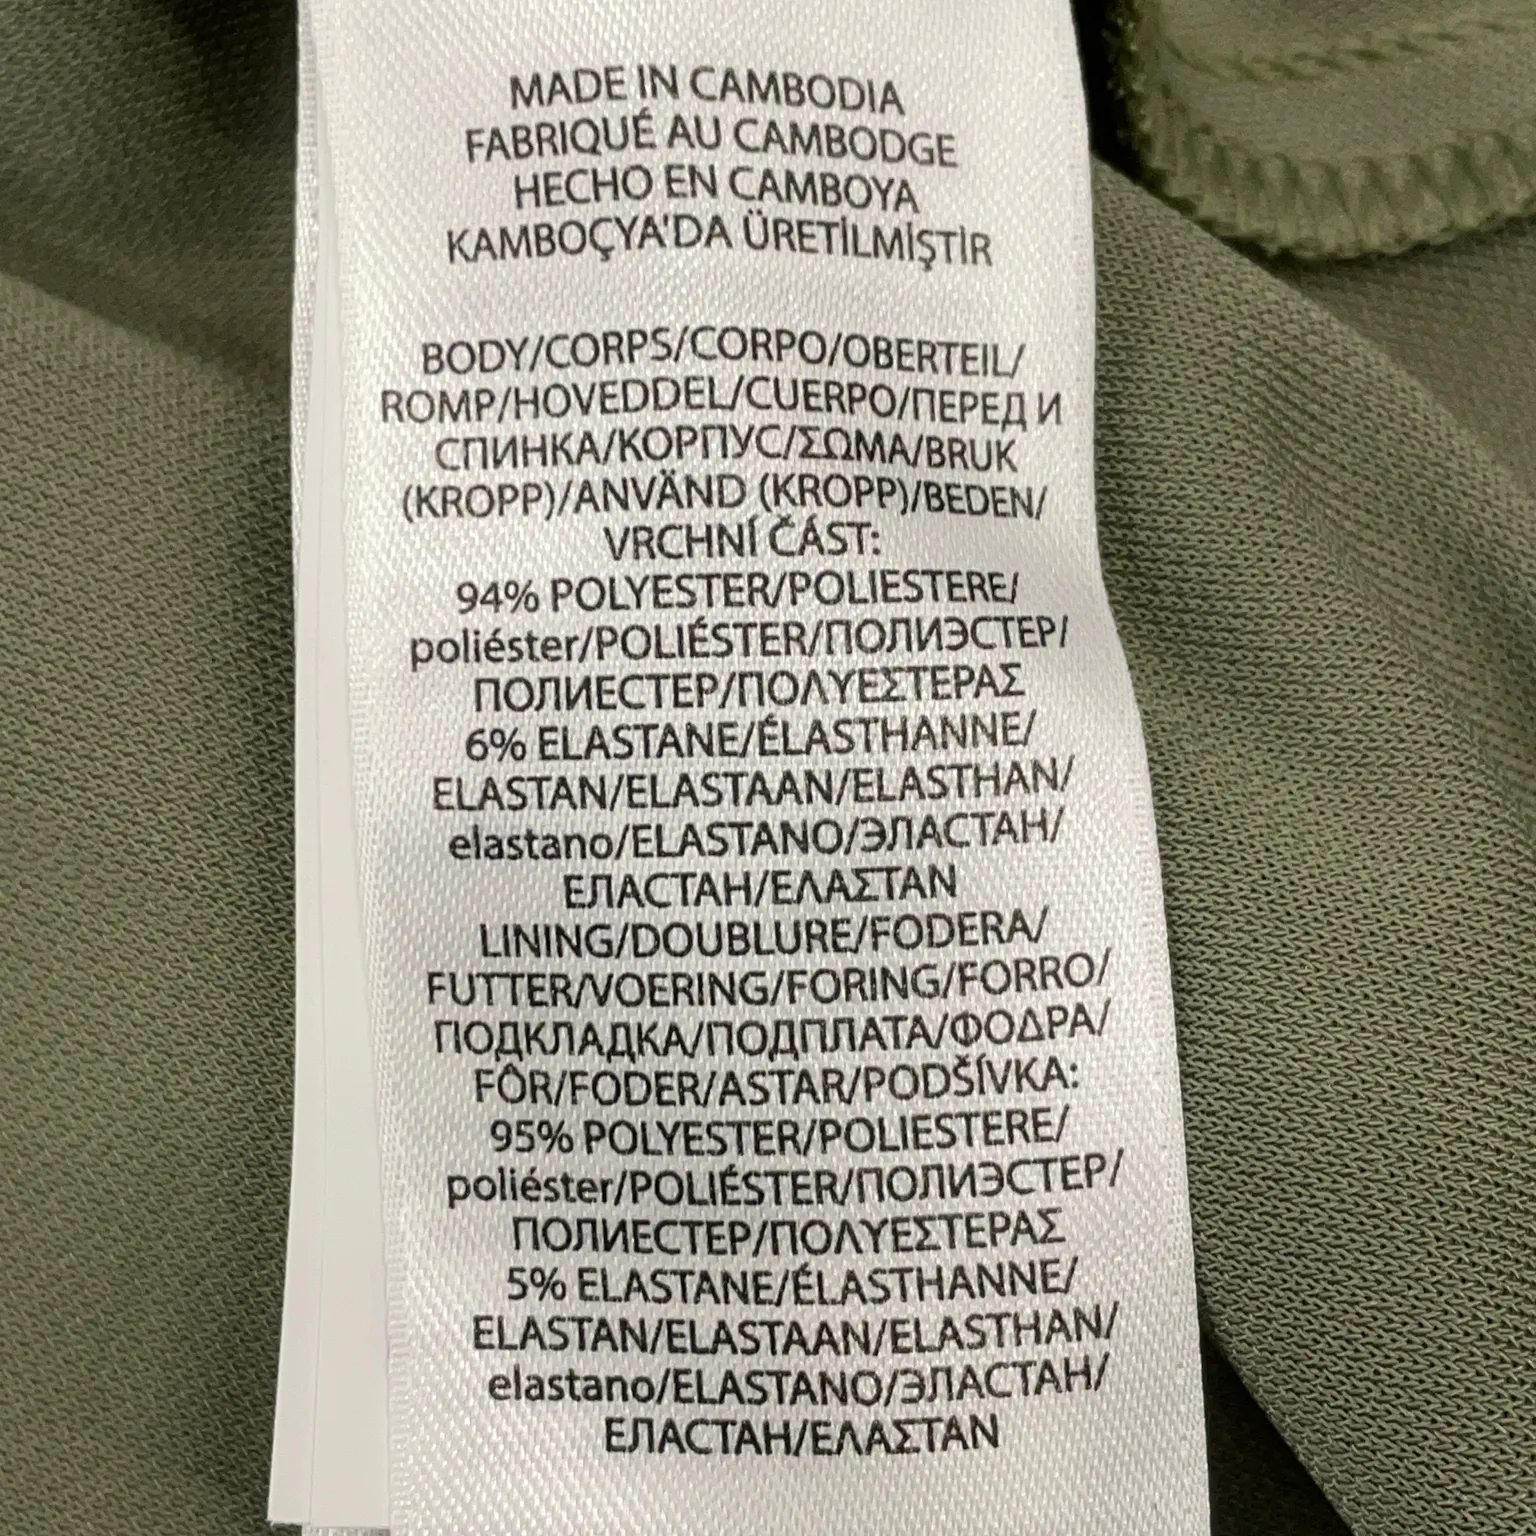 MADE IN CAMBODIA
FABRIQUÉ AU CAMBODGE
HECHO EN CAMBOYA
KAMBOÇYA'DA ÜRETİLMİŞTİR
BODY/CORPS/CORPO/OBERTEIL/
ROMP/HOVEDDEL/CUERPO/ПЕРЕД И
СПИНКА/КОРПУС/ΣΩΜΑ/BRUK
(KROPP)/ANVÄND (KROPP)/BEDEN/
VRCHNÍ ČÁST:
94% POLYESTER/POLIESTERE/
poliéster/POLIÉSTER/ПОЛИЭСТЕР/
ПОЛИЕСТЕР/ΠΟΛΥΕΣΤΕΡΑΣ
6% ELASTANE/ÉLASTHANNE/
ELASTAN/ELASTAAN/ELASTHAN/
elastano/ELASTANO/ЭЛАСТАН/
ЕЛАСТАН/ΕΛΑΣΤΑΝ
LINING/DOUBLURE/FODERA/
FUTTER/VOERING/FORING/FORRO/
ПОДКЛАДКА/ПОДПЛАТА/ΦΟΔΡΑ/
FÔR/FODER/ASTAR/PODŠÍVKA:
95% POLYESTER/POLIESTERE/
poliéster/POLIÉSTER/ПОЛИЭСТЕР/
ПОЛИЕСТЕР/ΠΟΛΥΕΣΤΕΡΑΣ
5% ELASTANE/ÉLASTHANNE/
ELASTAN/ELASTAAN/ELASTHAN/
elastano/ELASTANO/ЭЛАСТАН/
ЕЛАСТАН/ΕΛΑΣΤΑΝ